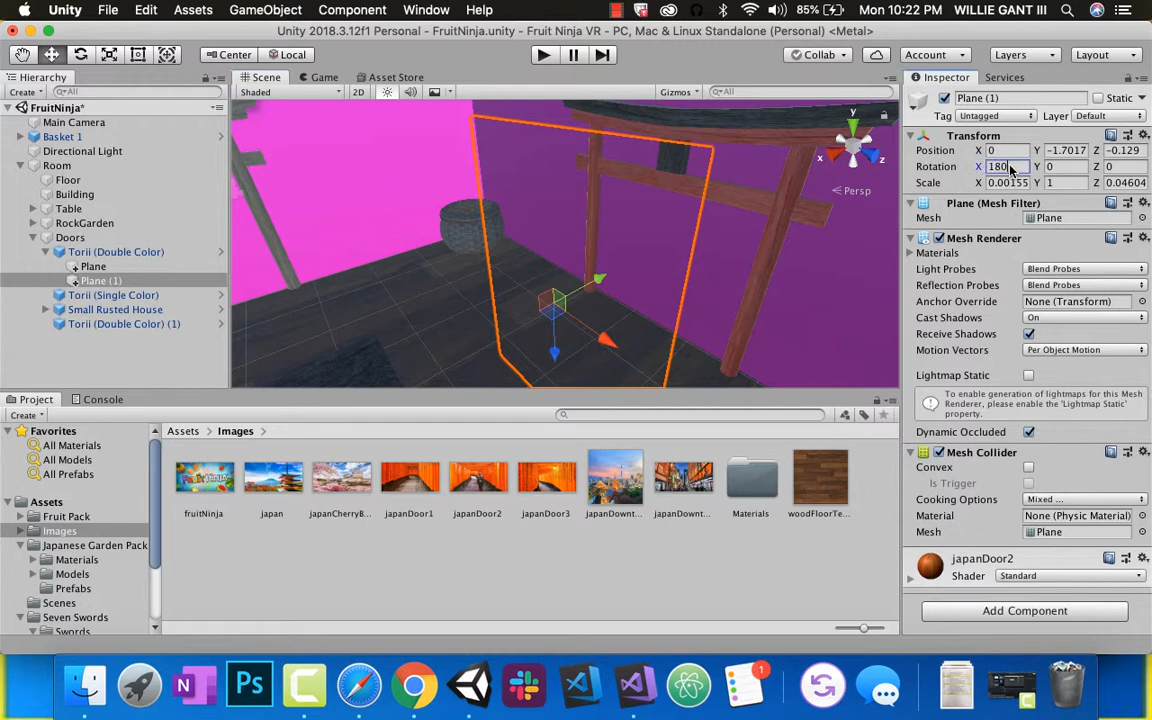 Unity File Edit Assets GameObject Component Window Help 85% Mon 10:22 PM WILLIE GANT III
Unity 2018.3.12f1 Personal - FruitNinja.unity - Fruit Ninja VR - PC, Mac & Linux Standalone (Personal) <Metal>
Center Local Collab Account Layers Layout
Hierarchy Scene Game Asset Store Inspector Services
Create All Shaded 2D Gizmos All Plane (1) Static
FruitNinja* Tag Untagged Layer Default
Main Camera
Basket 1
Directional Light
Room
Floor
Building
Table
RockGarden
Doors
Torii (Double Color)
Plane
Plane (1)
Torii (Single Color)
Small Rusted House
Torii (Double Color) (1)
y
x
z
Persp
Transform
Position X 0 Y -1.7017 Z -0.129
Rotation X 180 Y 0 Z 0
Scale X 0.00155 Y 1 Z 0.04604
Plane (Mesh Filter)
Mesh Plane
Mesh Renderer
Materials
Light Probes Blend Probes
Reflection Probes Blend Probes
Anchor Override None (Transform)
Cast Shadows On
Receive Shadows
Motion Vectors Per Object Motion
Lightmap Static
To enable generation of lightmaps for this Mesh
Renderer, please enable the 'Lightmap Static'
property.
Dynamic Occluded
Mesh Collider
Convex
Is Trigger
Cooking Options Mixed ...
Material None (Physic Material)
Mesh Plane
japanDoor2
Shader Standard
Add Component
Project Console
Create
Favorites
All Materials
All Models
All Prefabs
Assets
Fruit Pack
Images
Japanese Garden Pack
Materials
Models
Prefabs
Scenes
Seven Swords
Swords
Assets Images
fruitNinja japan japanCherryB... japanDoor1 japanDoor2 japanDoor3 japanDownt... japanDownt... Materials woodFloorTe...
N Ps C 1